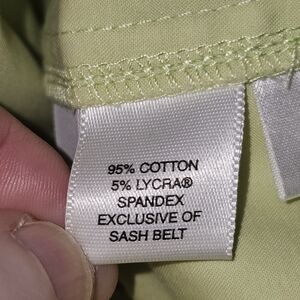 95% COTTON
5% LYCRA®
SPANDEX
EXCLUSIVE OF
SASH BELT